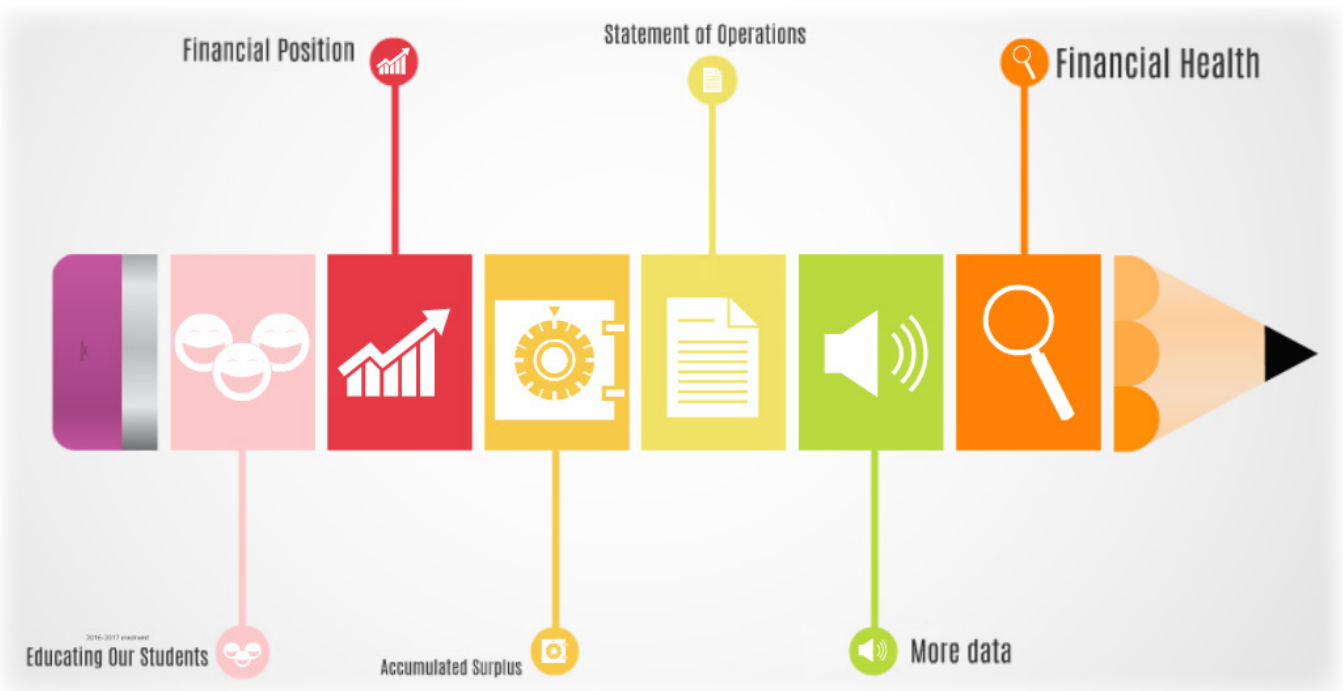 Financial Position
Statement of Operations
Financial Health
2016-2017 enrolment
Educating Our Students
Accumulated Surplus
More data